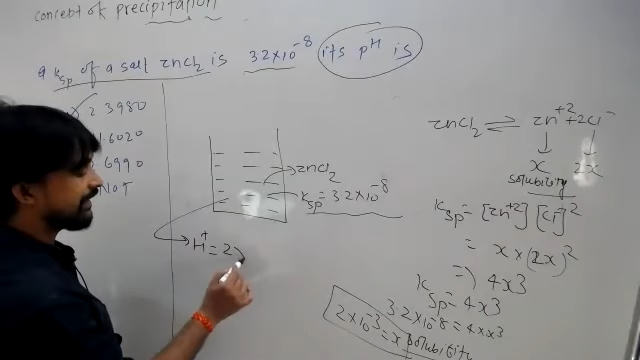 concept of precipitation
q Ksp of a salt ZnCl2 is 32×10^-8 its pH is
2.3980
.6020
.6990
NOT
ZnCl2
Ksp = 32×10^-8
H+ = 2
ZnCl2 ⇌ Zn+2 + 2Cl-
x 2x
solubility
Ksp = [Zn+2] [Cl-]^2
= x × (2x)^2
=) 4x3
Ksp = 4x3
32×10^-8 = 4××3
2×10^-3 = x solubility